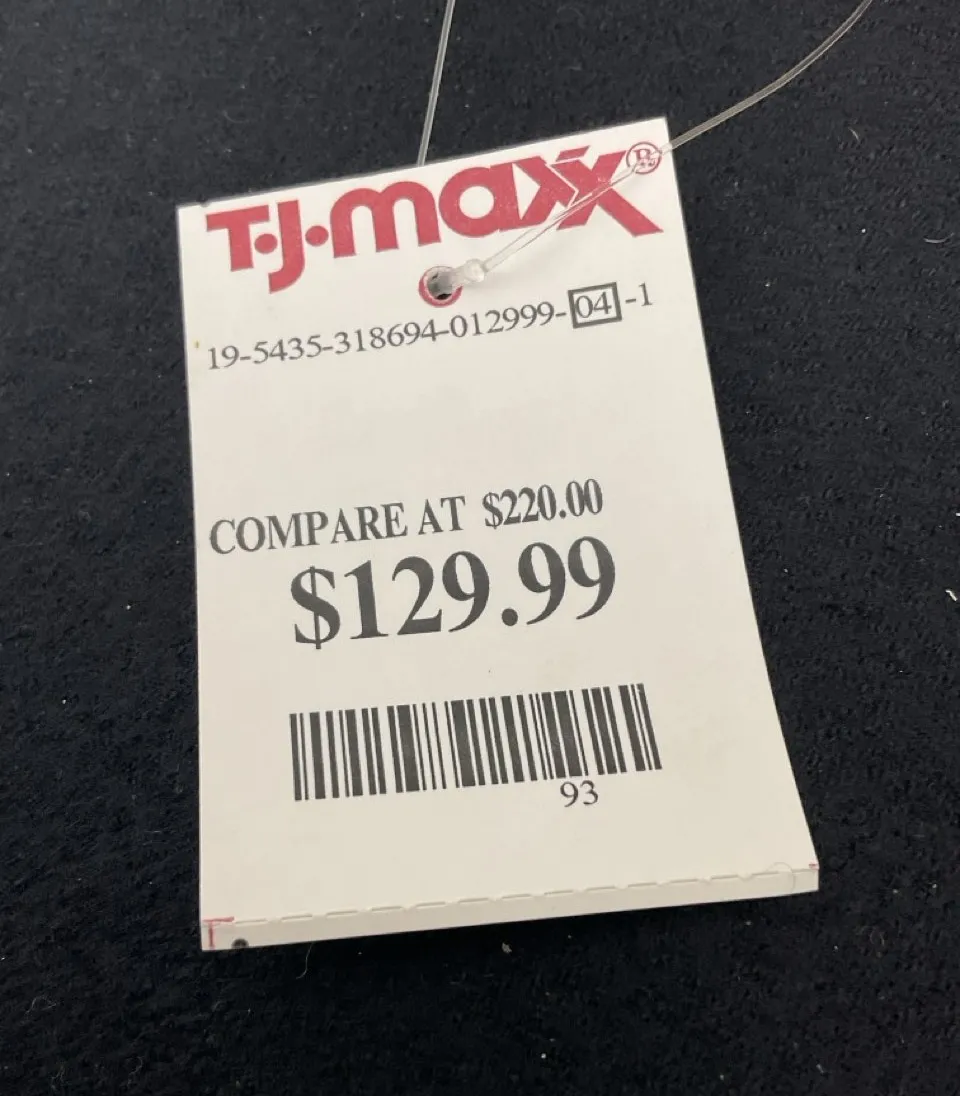 T·J·maxx®
19-5435-318694-012999-04-1
COMPARE AT $220.00
$129.99
93